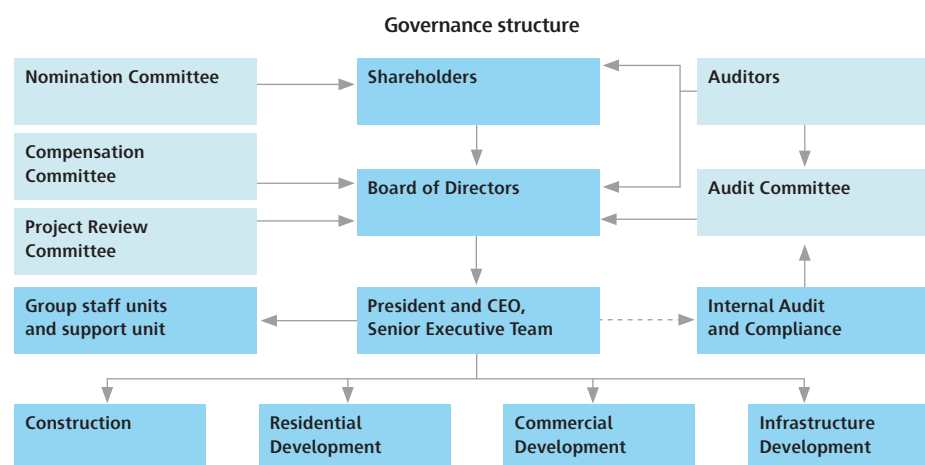 Governance structure
Nomination Committee
Shareholders
Auditors
Compensation
Committee
Board of Directors
Audit Committee
Project Review
Committee
Group staff units
and support unit
President and CEO,
Senior Executive Team
Internal Audit
and Compliance
Construction
Residential
Development
Commercial
Development
Infrastructure
Development